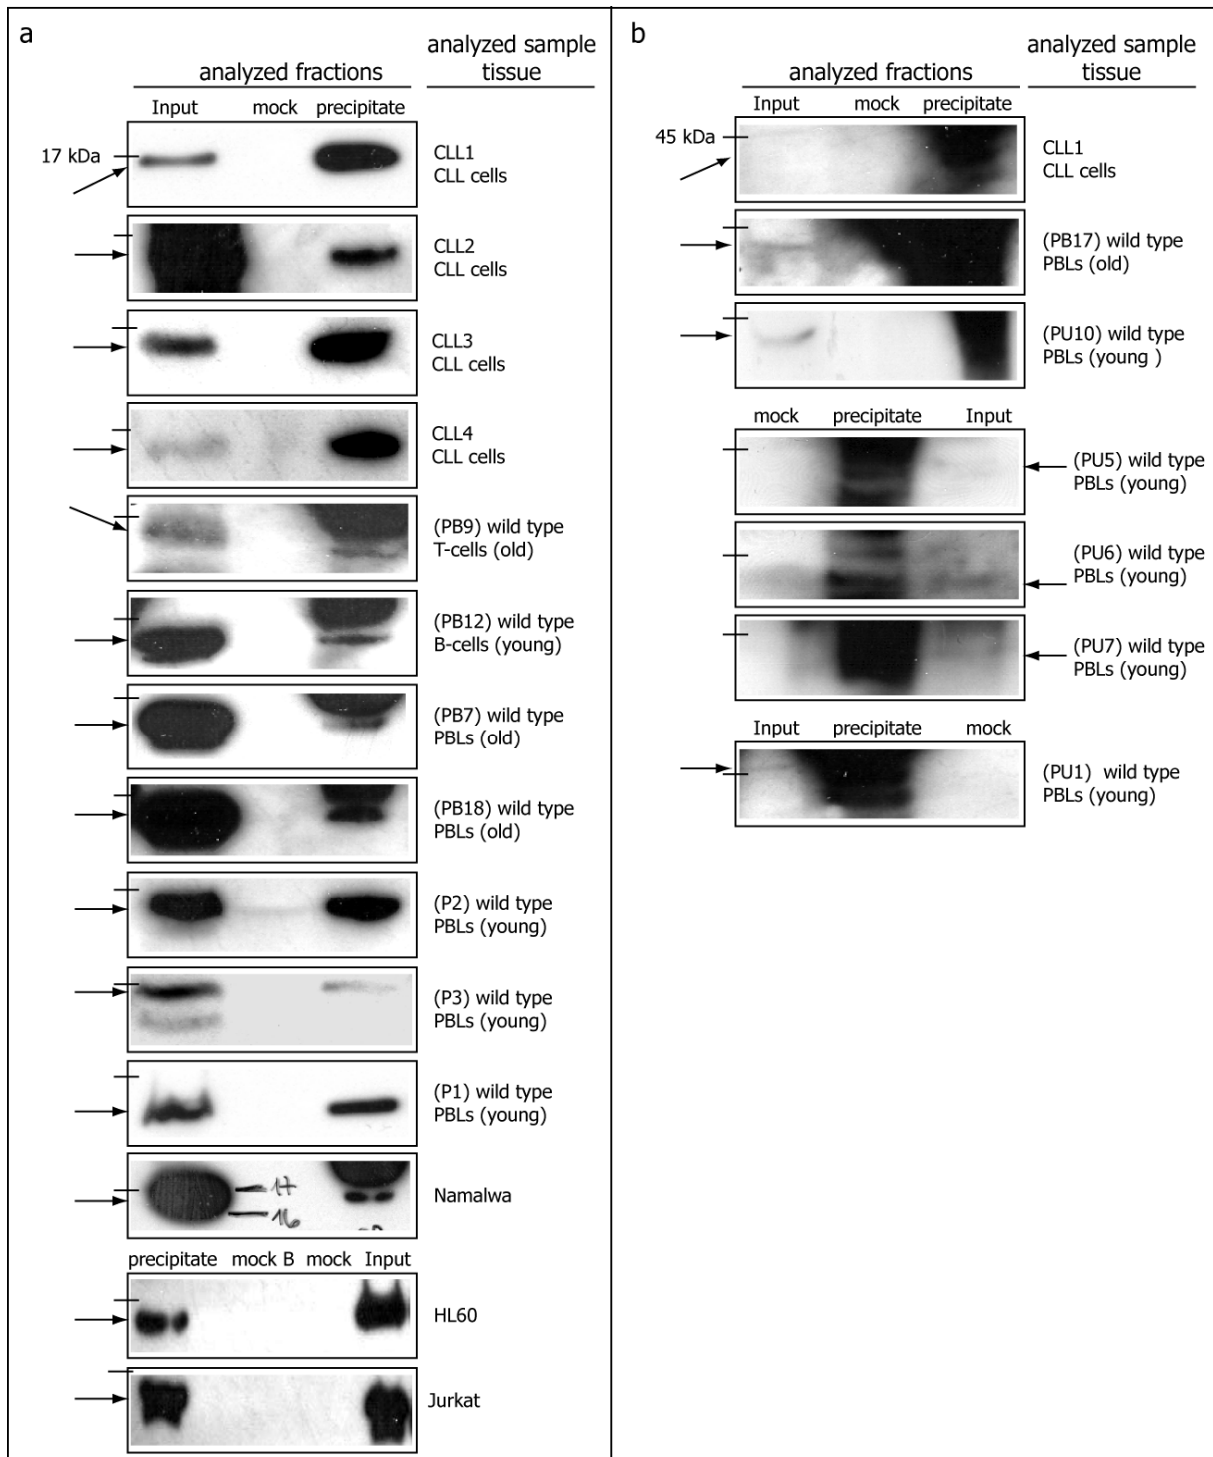 a
analyzed sample
tissue
analyzed fractions
Input mock precipitate
17 kDa
CLL1
CLL cells
CLL2
CLL cells
CLL3
CLL cells
CLL4
CLL cells
(PB9) wild type
T-cells (old)
(PB12) wild type
B-cells (young)
(PB7) wild type
PBLs (old)
(PB18) wild type
PBLs (old)
(P2) wild type
PBLs (young)
(P3) wild type
PBLs (young)
(P1) wild type
PBLs (young)
17
16
Namalwa
precipitate mock B mock Input
HL60
Jurkat
b
analyzed sample
tissue
analyzed fractions
Input mock precipitate
45 kDa
CLL1
CLL cells
(PB17) wild type
PBLs (old)
(PU10) wild type
PBLs (young )
mock precipitate Input
(PU5) wild type
PBLs (young)
(PU6) wild type
PBLs (young)
(PU7) wild type
PBLs (young)
Input precipitate mock
(PU1) wild type
PBLs (young)